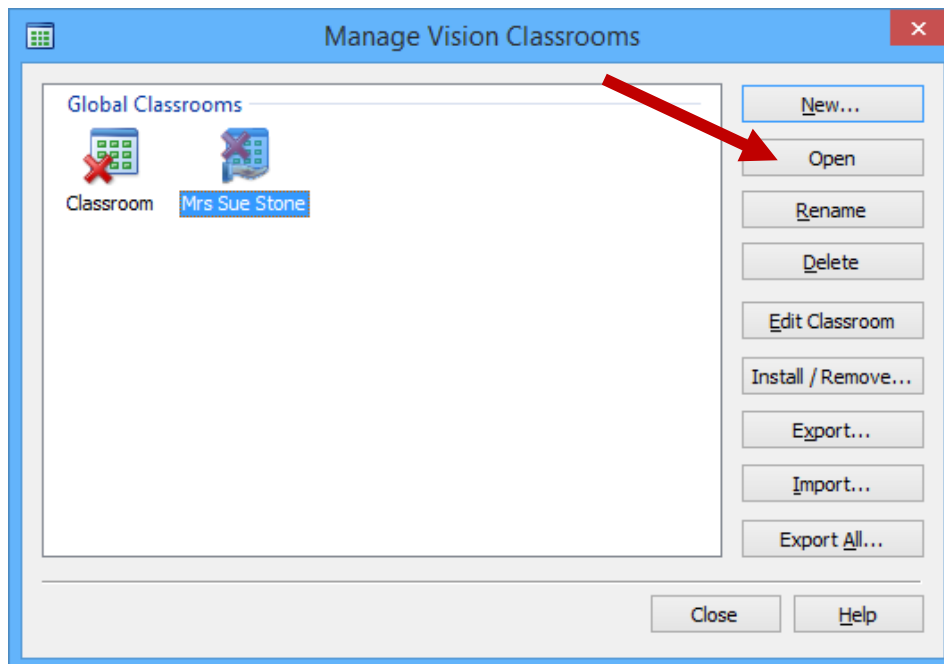 Manage Vision Classrooms
Global Classrooms
Classroom
Mrs Sue Stone
New...
Open
Rename
Delete
Edit Classroom
Install / Remove...
Export...
Import...
Export All...
Close
Help